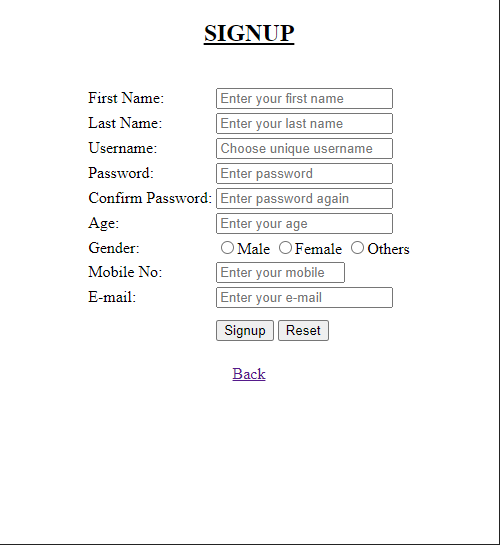 SIGNUP
First Name: Enter your first name
Last Name: Enter your last name
Username: Choose unique username
Password: Enter password
Confirm Password: Enter password again
Age: Enter your age
Gender: Male Female Others
Mobile No: Enter your mobile
E-mail: Enter your e-mail
Signup Reset
Back